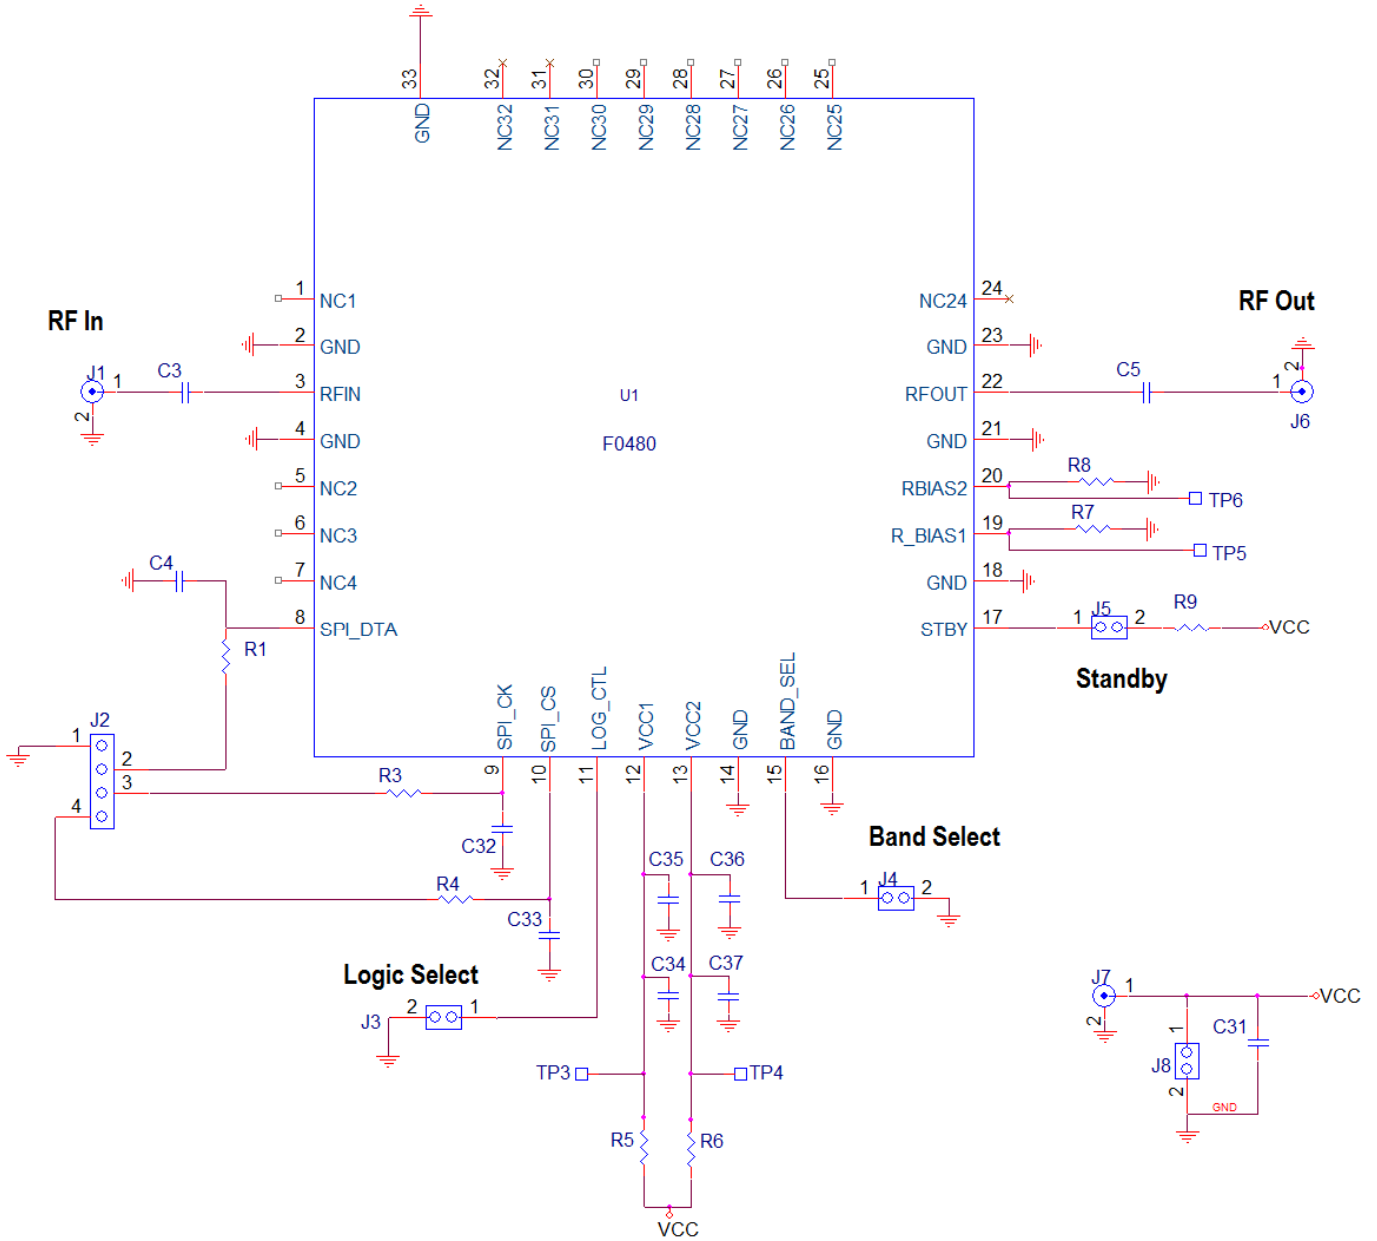 33
32
31
30
29
28
27
26
25
GND
NC32
NC31
NC30
NC29
NC28
NC27
NC26
NC25
RF In
J1
1
2
C3
1
NC1
2
GND
3
RFIN
4
GND
5
NC2
6
NC3
7
NC4
8
SPI_DTA
U1
F0480
NC24
24
GND
23
RFOUT
22
GND
21
RBIAS2
20
R_BIAS1
19
GND
18
STBY
17
RF Out
C5
1
2
J6
R8
TP6
R7
TP5
J5
1
2
R9
VCC
Standby
C4
R1
J2
1
2
3
4
SPI_CK
SPI_CS
LOG_CTL
VCC1
VCC2
GND
BAND_SEL
GND
9
10
11
12
13
14
15
16
R3
C32
R4
C33
C35
C36
C34
C37
Band Select
J4
1
2
Logic Select
J3
2
1
TP3
TP4
R5
R6
VCC
J7
1
2
VCC
1
J8
2
C31
GND